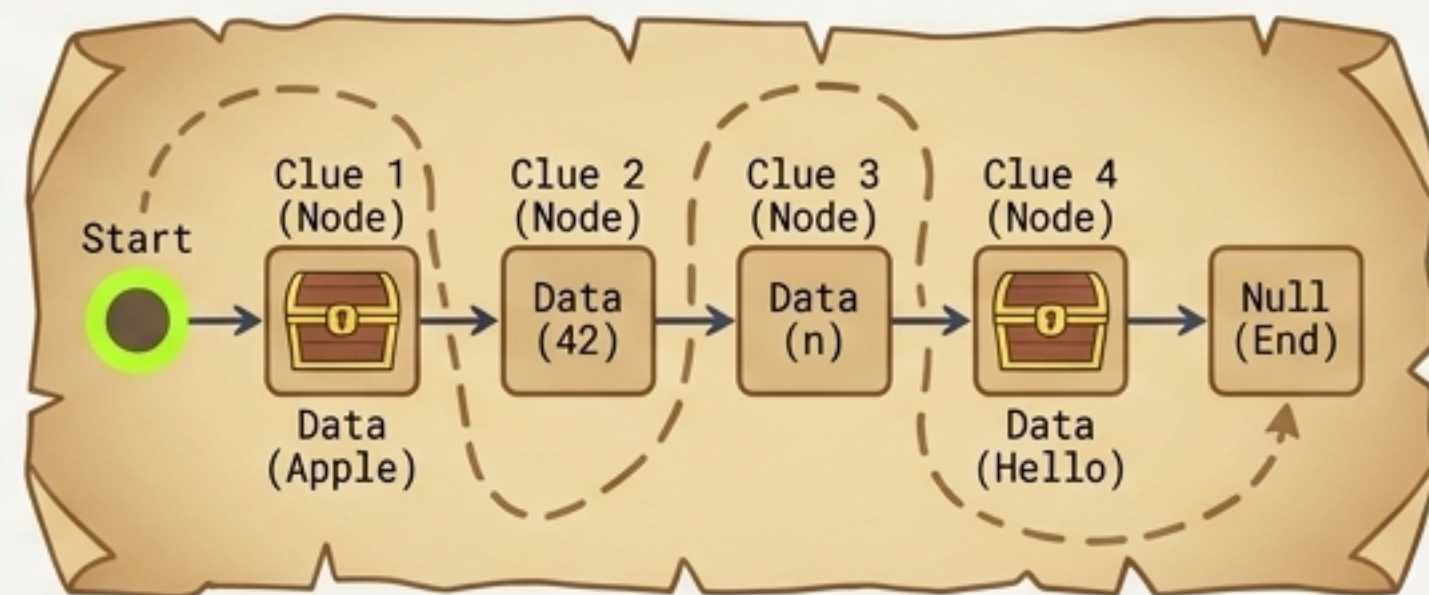 Start
Clue 1
(Node)
Data
(Apple)
Clue 2
(Node)
Data
(42)
Clue 3
(Node)
Data
(n)
Clue 4
(Node)
Data
(Hello)
Null
(End)